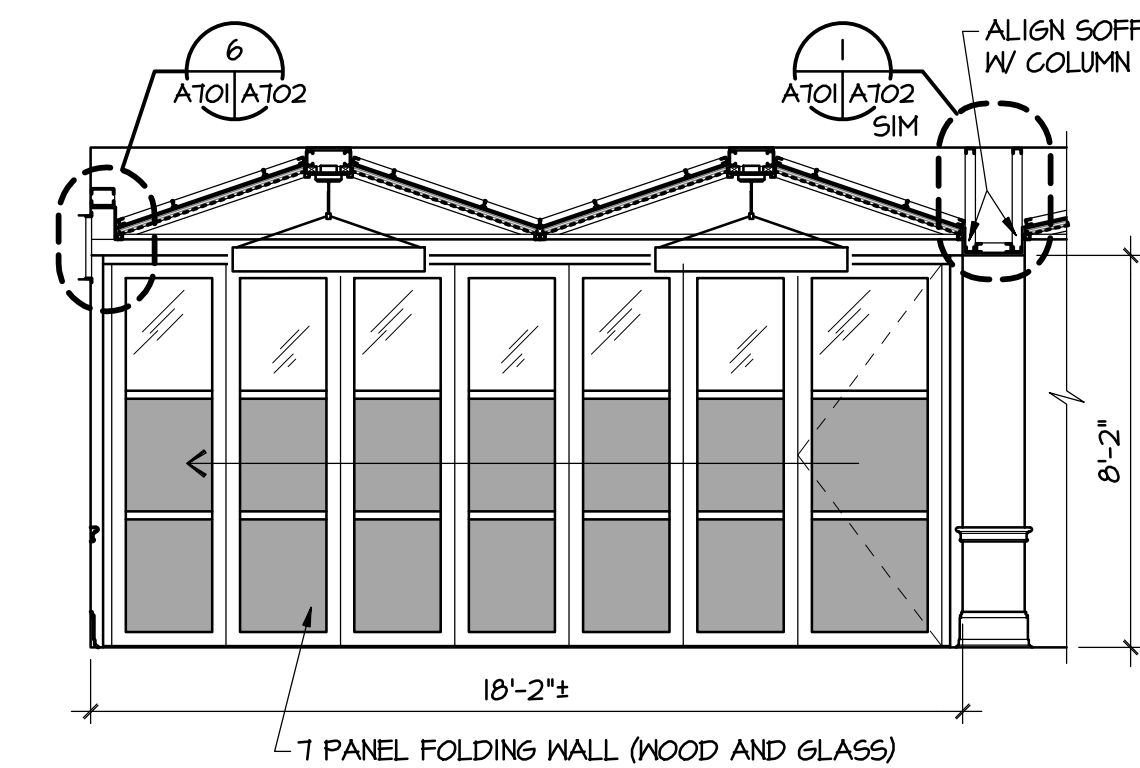 6
A701 A702
1
A701 A702
SIM
ALIGN SOFF
W/ COLUMN
8'-2"
18'-2"±
7 PANEL FOLDING WALL (WOOD AND GLASS)